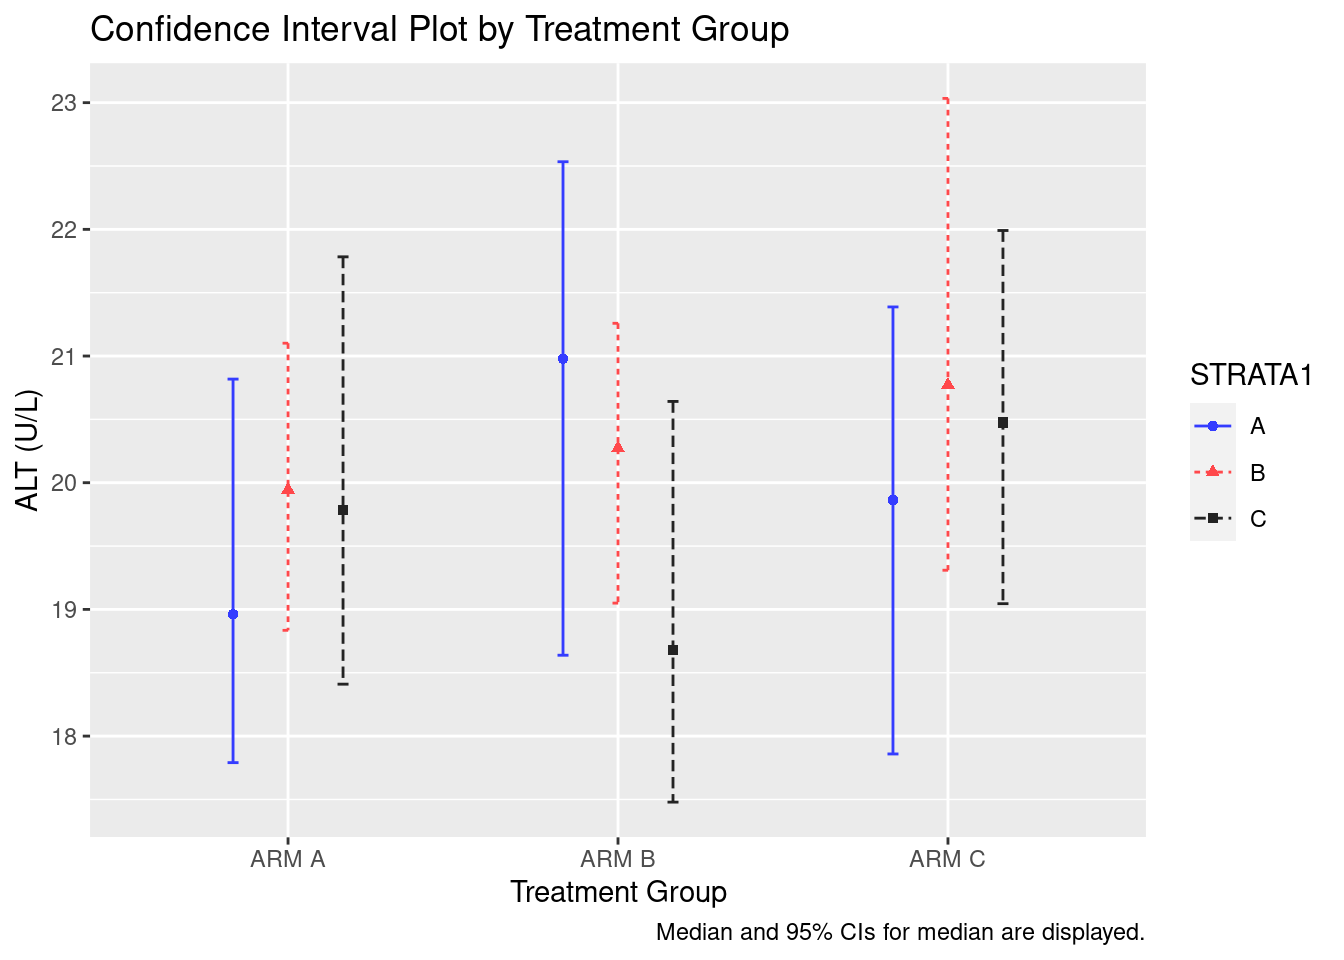 Confidence Interval Plot by Treatment Group
23
22
21
20
19
18
ALT (U/L)
ARM A
ARM B
ARM C
Treatment Group
STRATA1
A
B
C
Median and 95% CIs for median are displayed.